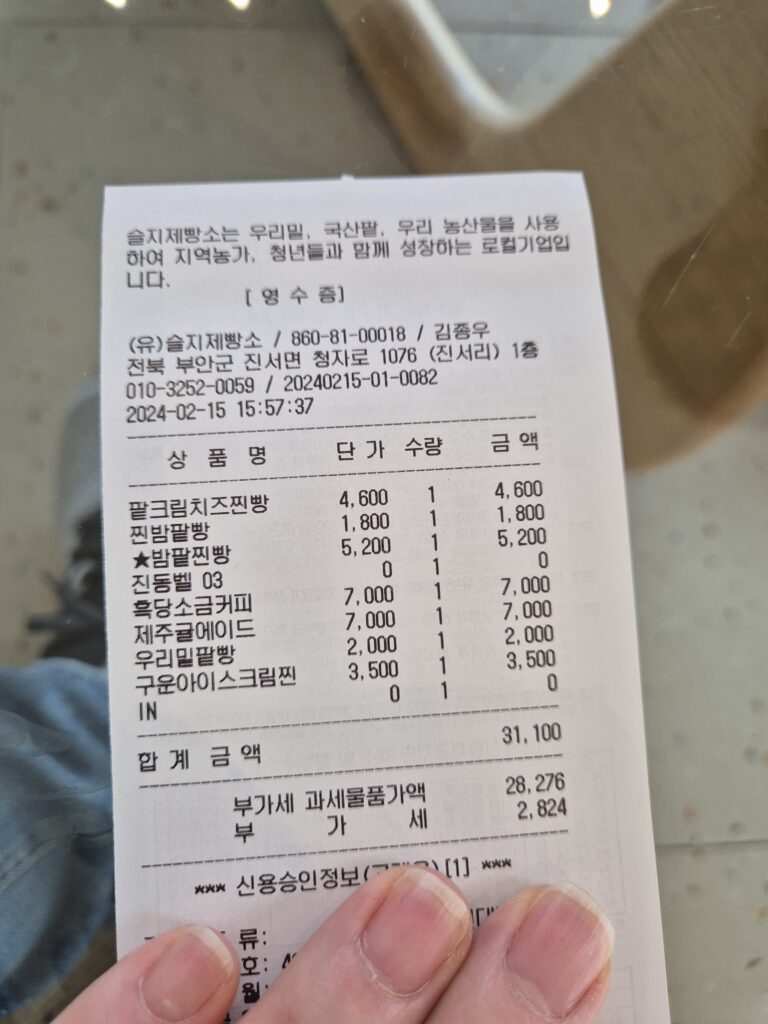 슬지제빵소는 우리밀, 국산팥, 우리 농산물을 사용
하여 지역농가, 청년들과 함께 성장하는 로컬기업입
니다.
[ 영 수 증]
(유)슬지제빵소 / 860-81-00018 / 김종우
전북 부안군 진서면 청자로 1076 (진서리) 1층
010-3252-0059 / 20240215-01-0082
2024-02-15 15:57:37
상 품 명 단 가 수량 금 액
팥크림치즈찐빵 4,600 1 4,600
찐밤팥빵 1,800 1 1,800
★밤팥찐빵 5,200 1 5,200
진동벨 03 0 1 0
흑당소금커피 7,000 1 7,000
제주귤에이드 7,000 1 7,000
우리밀팥빵 2,000 1 2,000
구운아이스크림찐 3,500 1 3,500
IN 0 1 0
합 계 금 액 31,100
부가세 과세물품가액 28,276
부 가 세 2,824
*** 신용승인정보( [1] ***
류:
호:
월: